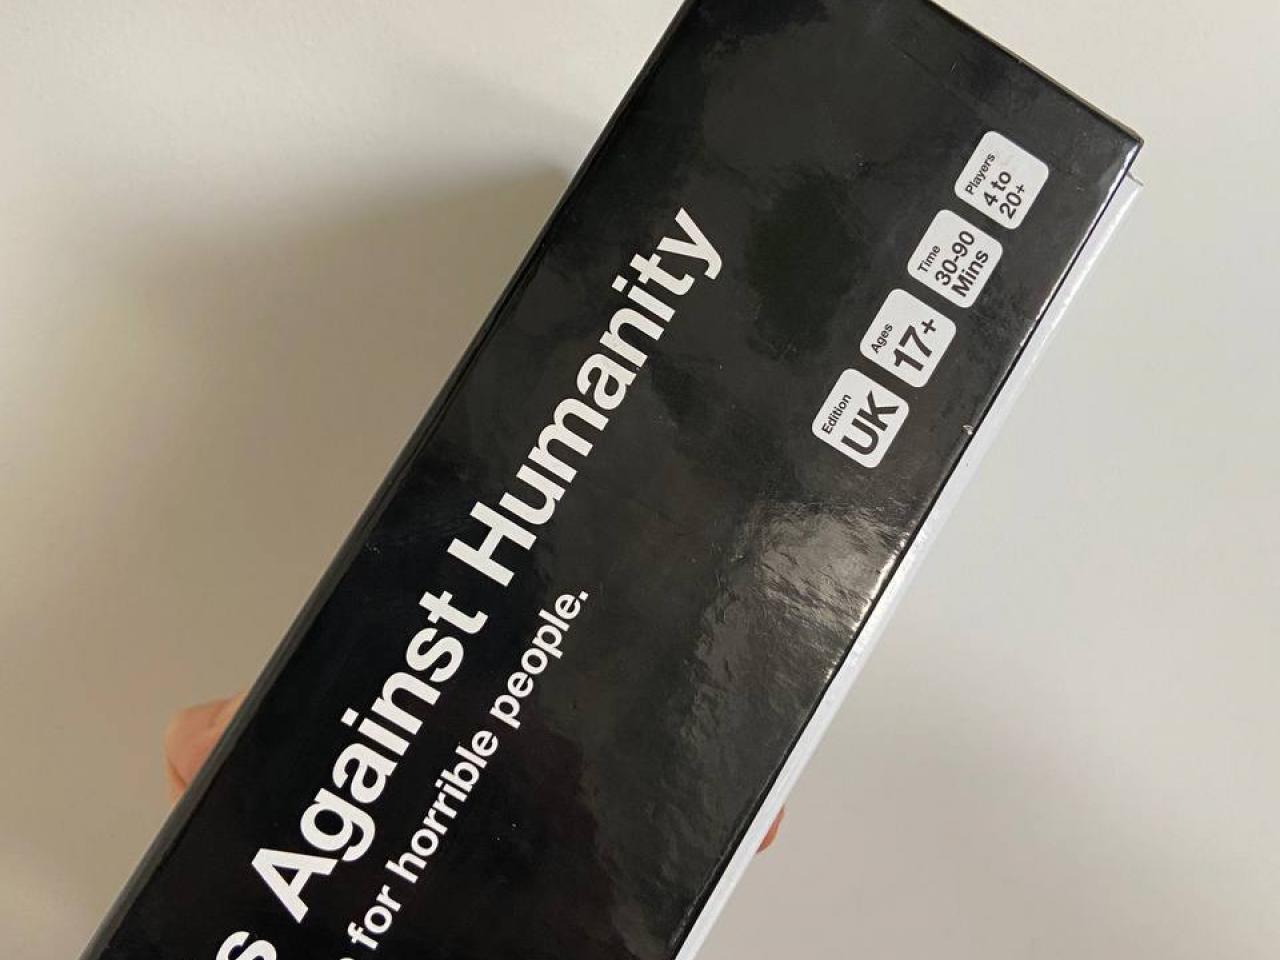 s Against Humanity
for horrible people.
Edition
UK
Ages
17+
Time
30-90
Mins
Players
4 to
20+